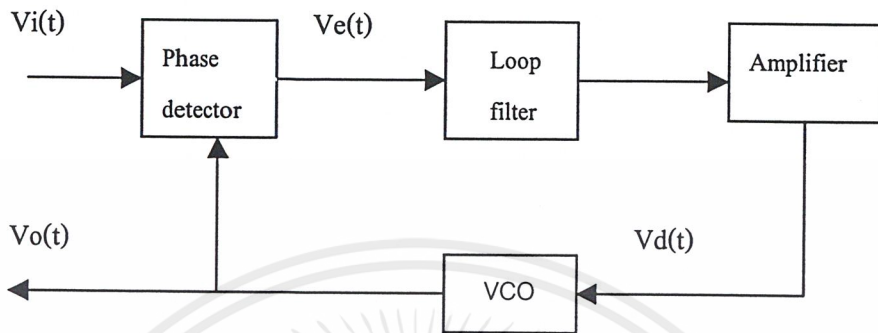 Vi(t)
Ve(t)
Phase
detector
Loop
filter
Amplifier
Vo(t)
Vd(t)
VCO